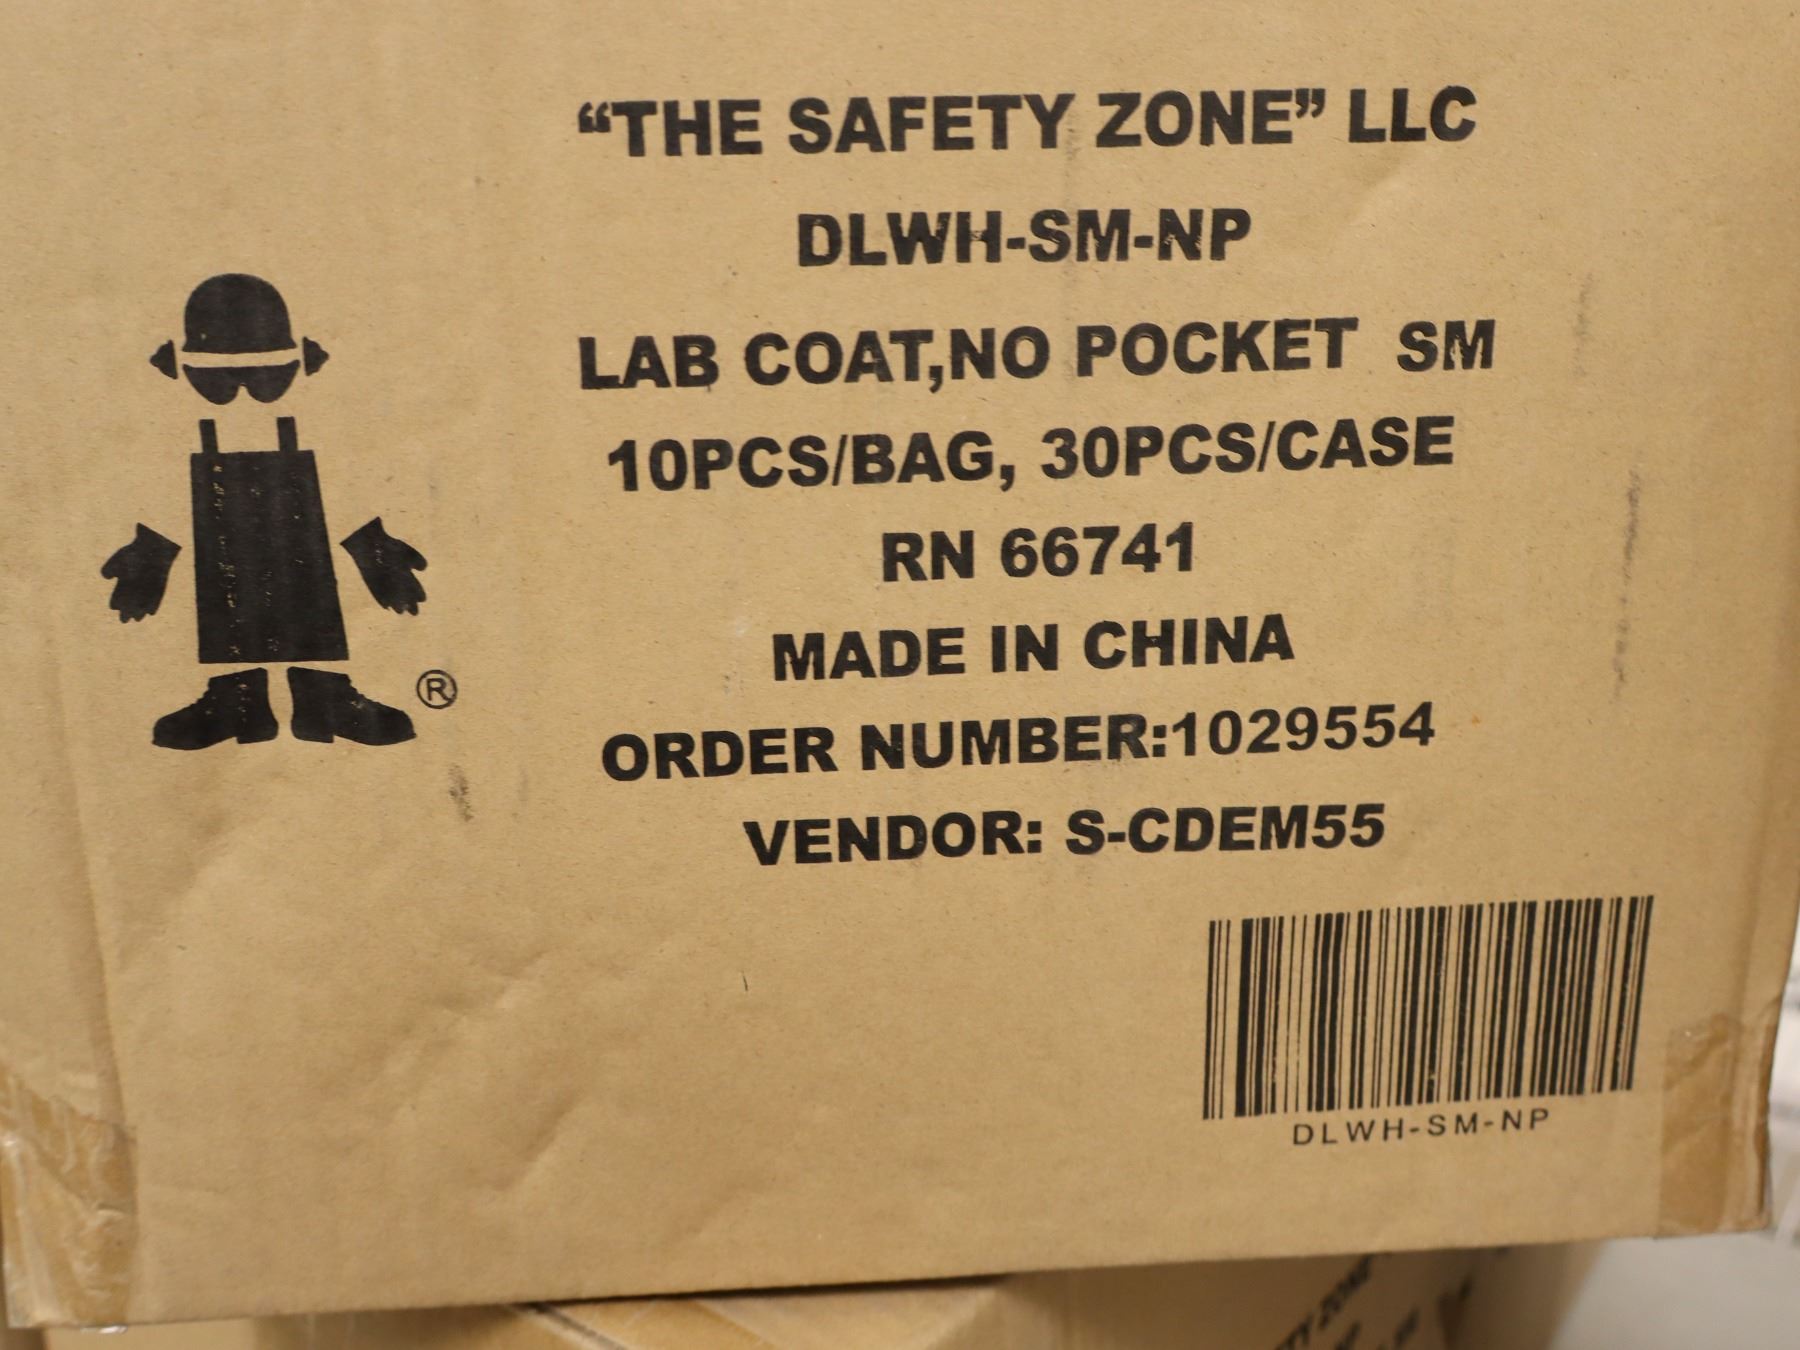 “THE SAFETY ZONE” LLC
DLWH-SM-NP
LAB COAT,NO POCKET SM
10PCS/BAG, 30PCS/CASE
RN 66741
MADE IN CHINA
ORDER NUMBER:1029554
VENDOR: S-CDEM55
®
DLWH-SM-NP
ZONE